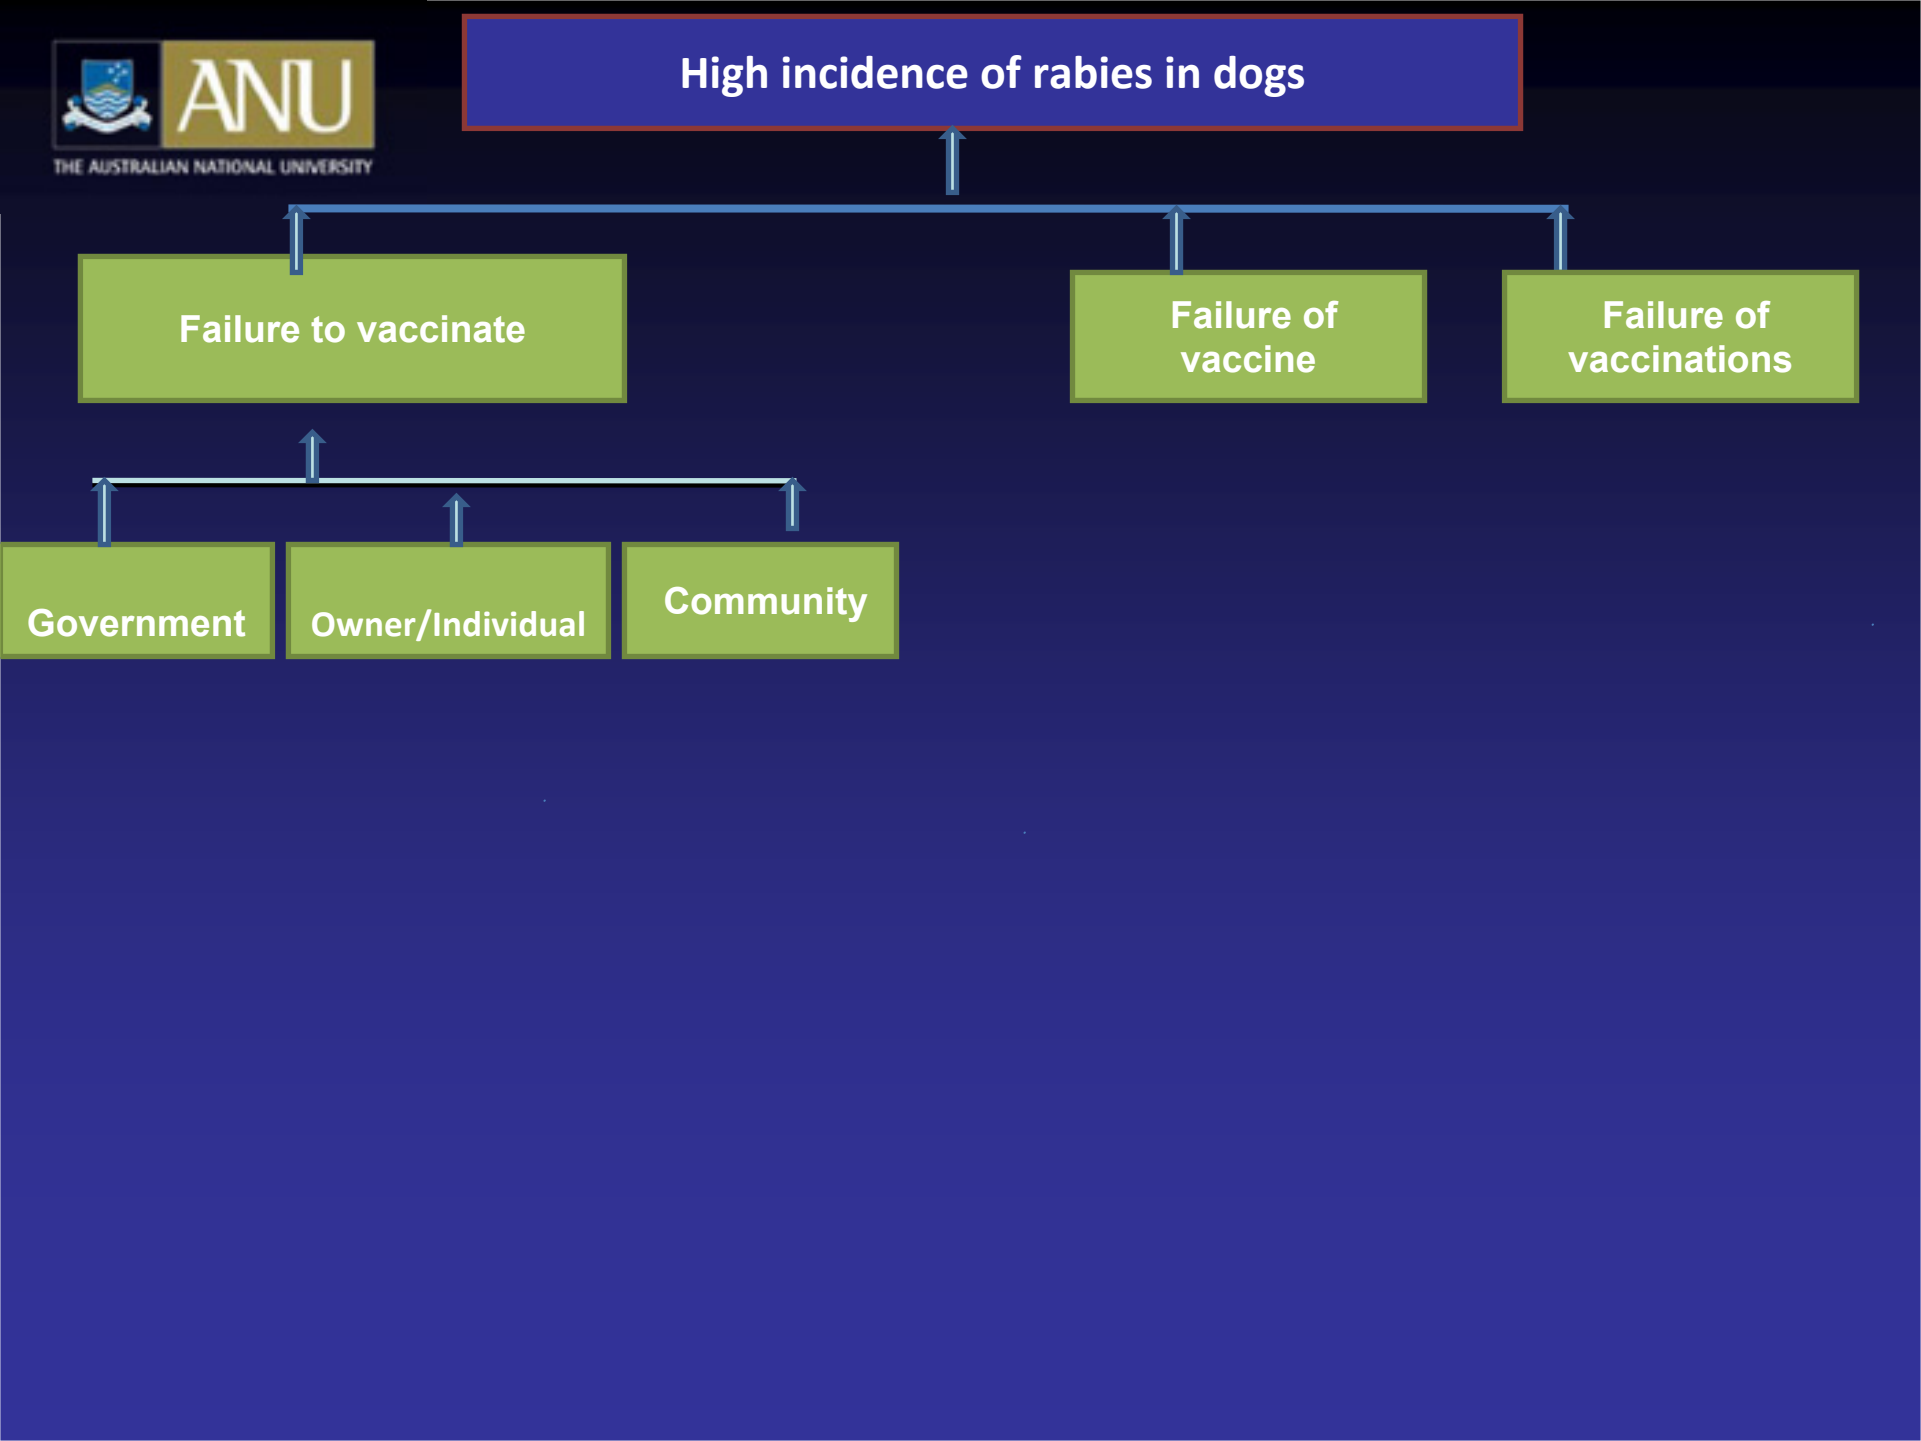 ANU
THE AUSTRALIAN NATIONAL UNIVERSITY
High incidence of rabies in dogs
Failure to vaccinate
Failure of
vaccine
Failure of
vaccinations
Government
Owner/Individual
Community